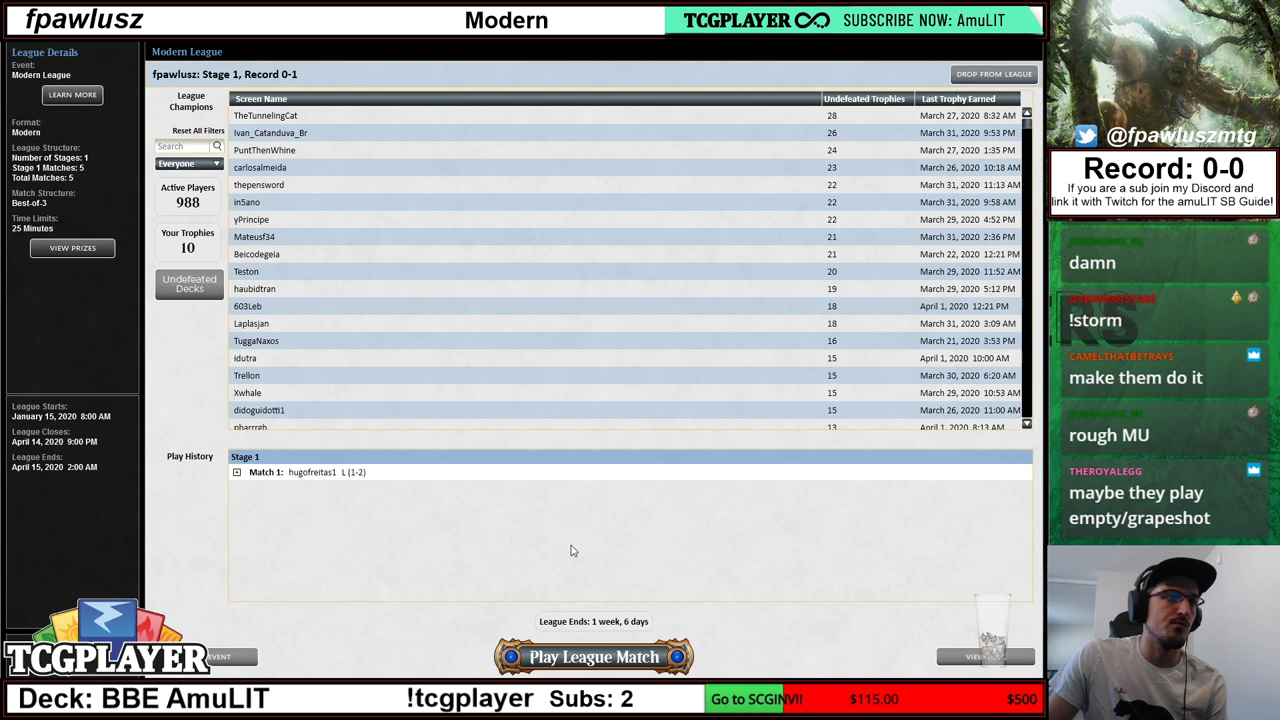 fpawlusz
Modern
TCGPLAYER SUBSCRIBE NOW: AmuLIT
League Details
Event:
Modern League
LEARN MORE
Format:
Modern
League Structure:
Number of Stages: 1
Stage 1 Matches: 5
Total Matches: 5
Match Structure:
Best-of-3
Time Limits:
25 Minutes
VIEW PRIZES
League Starts:
January 15, 2020 8:00 AM
League Closes:
April 14, 2020 9:00 PM
League Ends:
April 15, 2020 2:00 AM
Modern League
fpawlusz: Stage 1, Record 0-1
DROP FROM LEAGUE
League
Champions
Reset All Filters
Search
Everyone
Active Players
988
Your Trophies
10
Undefeated
Decks
Screen Name Undefeated Trophies Last Trophy Earned
TheTunnelingCat 28 March 27, 2020 8:32 AM
Ivan_Catanduva_Br 26 March 31, 2020 9:53 PM
PuntThenWhine 24 March 27, 2020 1:35 PM
carlosalmeida 23 March 26, 2020 10:18 AM
thepensword 22 March 31, 2020 11:13 AM
in5ano 22 March 31, 2020 9:58 AM
yPrincipe 22 March 29, 2020 4:52 PM
Mateusf34 21 March 31, 2020 2:36 PM
Beicodegeia 21 March 22, 2020 12:21 PM
Teston 20 March 29, 2020 11:52 AM
haubidtran 19 March 29, 2020 5:12 PM
603Leb 18 April 1, 2020 12:21 PM
Laplasjan 18 March 31, 2020 3:09 AM
TuggaNaxos 16 March 21, 2020 3:53 PM
idutra 15 April 1, 2020 10:00 AM
Trellon 15 March 30, 2020 6:20 AM
Xwhale 15 March 29, 2020 10:53 AM
didoguidotti1 15 March 26, 2020 11:00 AM
pharrrgh 13 April 1, 2020 8:13 AM
Play History
Stage 1
Match 1: hugofreitas1 L (1-2)
League Ends: 1 week, 6 days
Play League Match
EVENT
VIEW
TCGPLAYER
@fpawluszmtg
Record: 0-0
If you are a sub join my Discord and
link it with Twitch for the amuLIT SB Guide!
damn
!storm
CAMELTHATBETRAYS
make them do it
rough MU
THEROYALEGG
maybe they play
empty/grapeshot
Deck: BBE AmuLIT
!tcgplayer Subs: 2
Go to SCGINVI! $115.00 $500